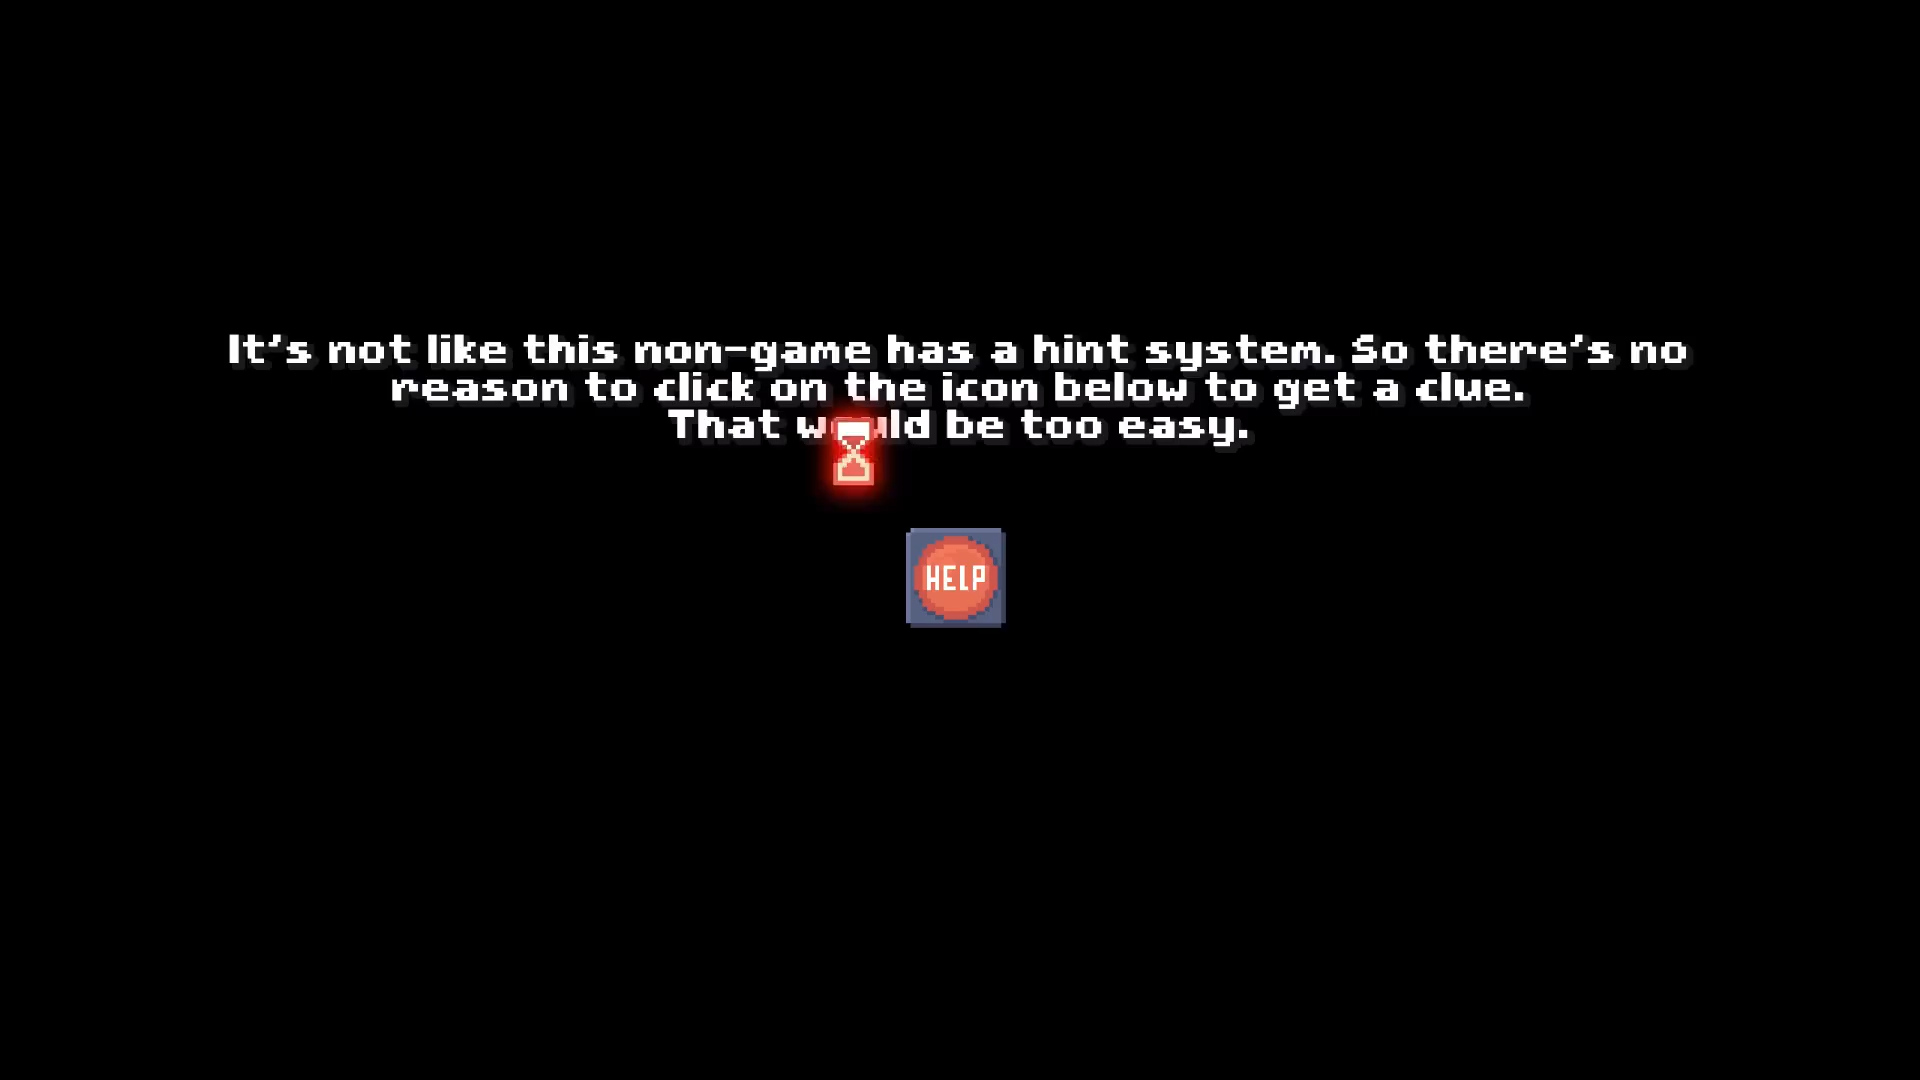 It's not like this non-game has a hint system. So there's no
reason to click on the icon below to get a clue.
That would be too easy.
HELP